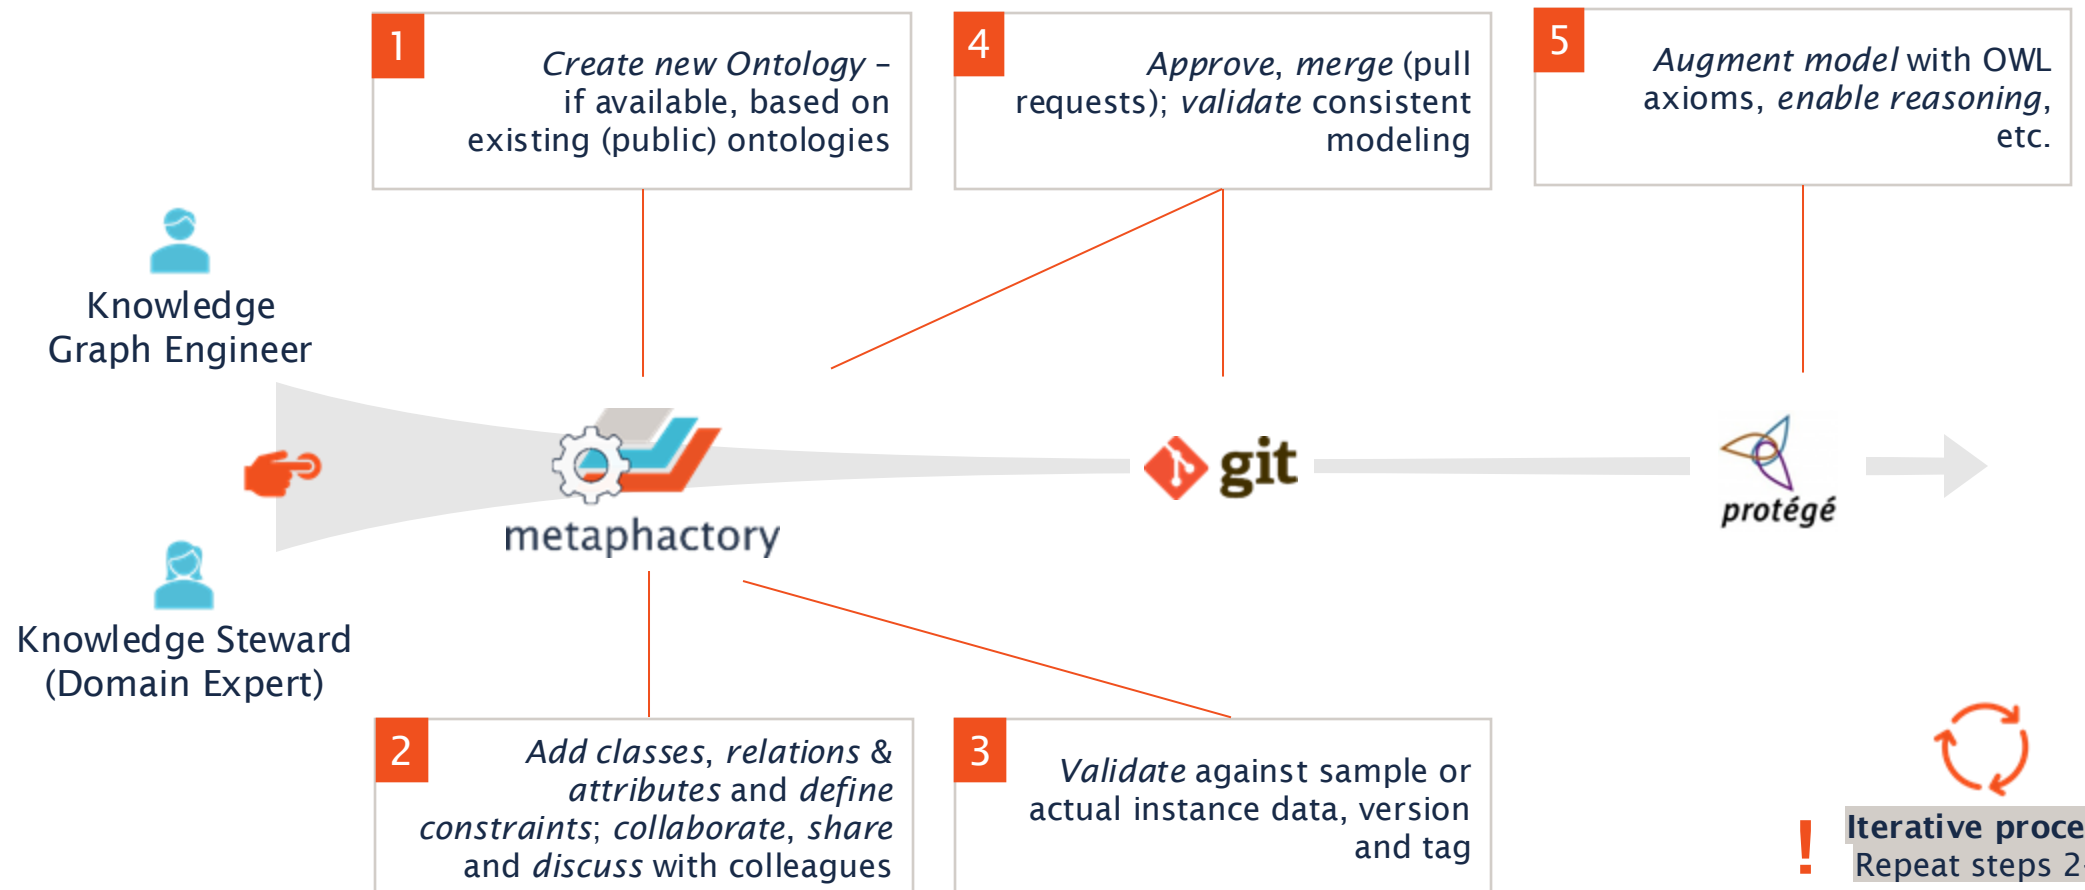 1
Create new Ontology –
if available, based on
existing (public) ontologies
4
Approve, merge (pull
requests); validate consistent
modeling
5
Augment model with OWL
axioms, enable reasoning,
etc.
Knowledge
Graph Engineer
metaphactory
git
protégé
Knowledge Steward
(Domain Expert)
2
Add classes, relations &
attributes and define
constraints; collaborate, share
and discuss with colleagues
3
Validate against sample or
actual instance data, version
and tag
!
Iterative proce
Repeat steps 2-